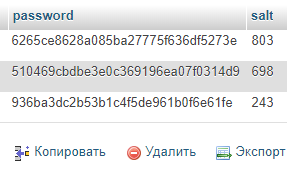 password salt
6265ce8628a085ba27775f636df5273e 803
510469cbdbe3e0c369196ea07f0314d9 698
936ba3dc2b53b1c4f5de961b0f6e61fe 243
Копировать Удалить Экспорт